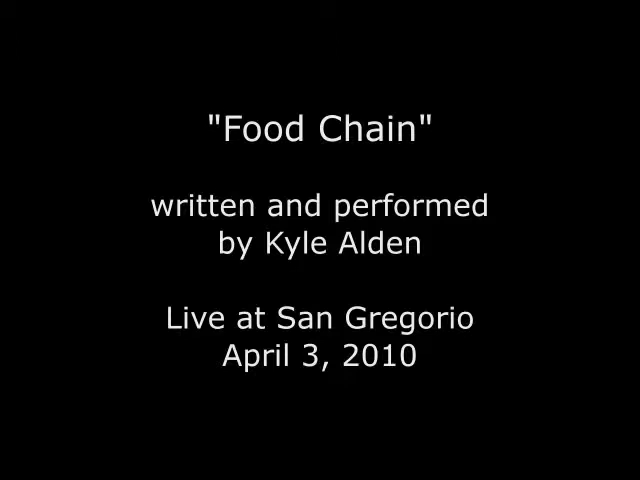 "Food Chain"
written and performed
by Kyle Alden
Live at San Gregorio
April 3, 2010